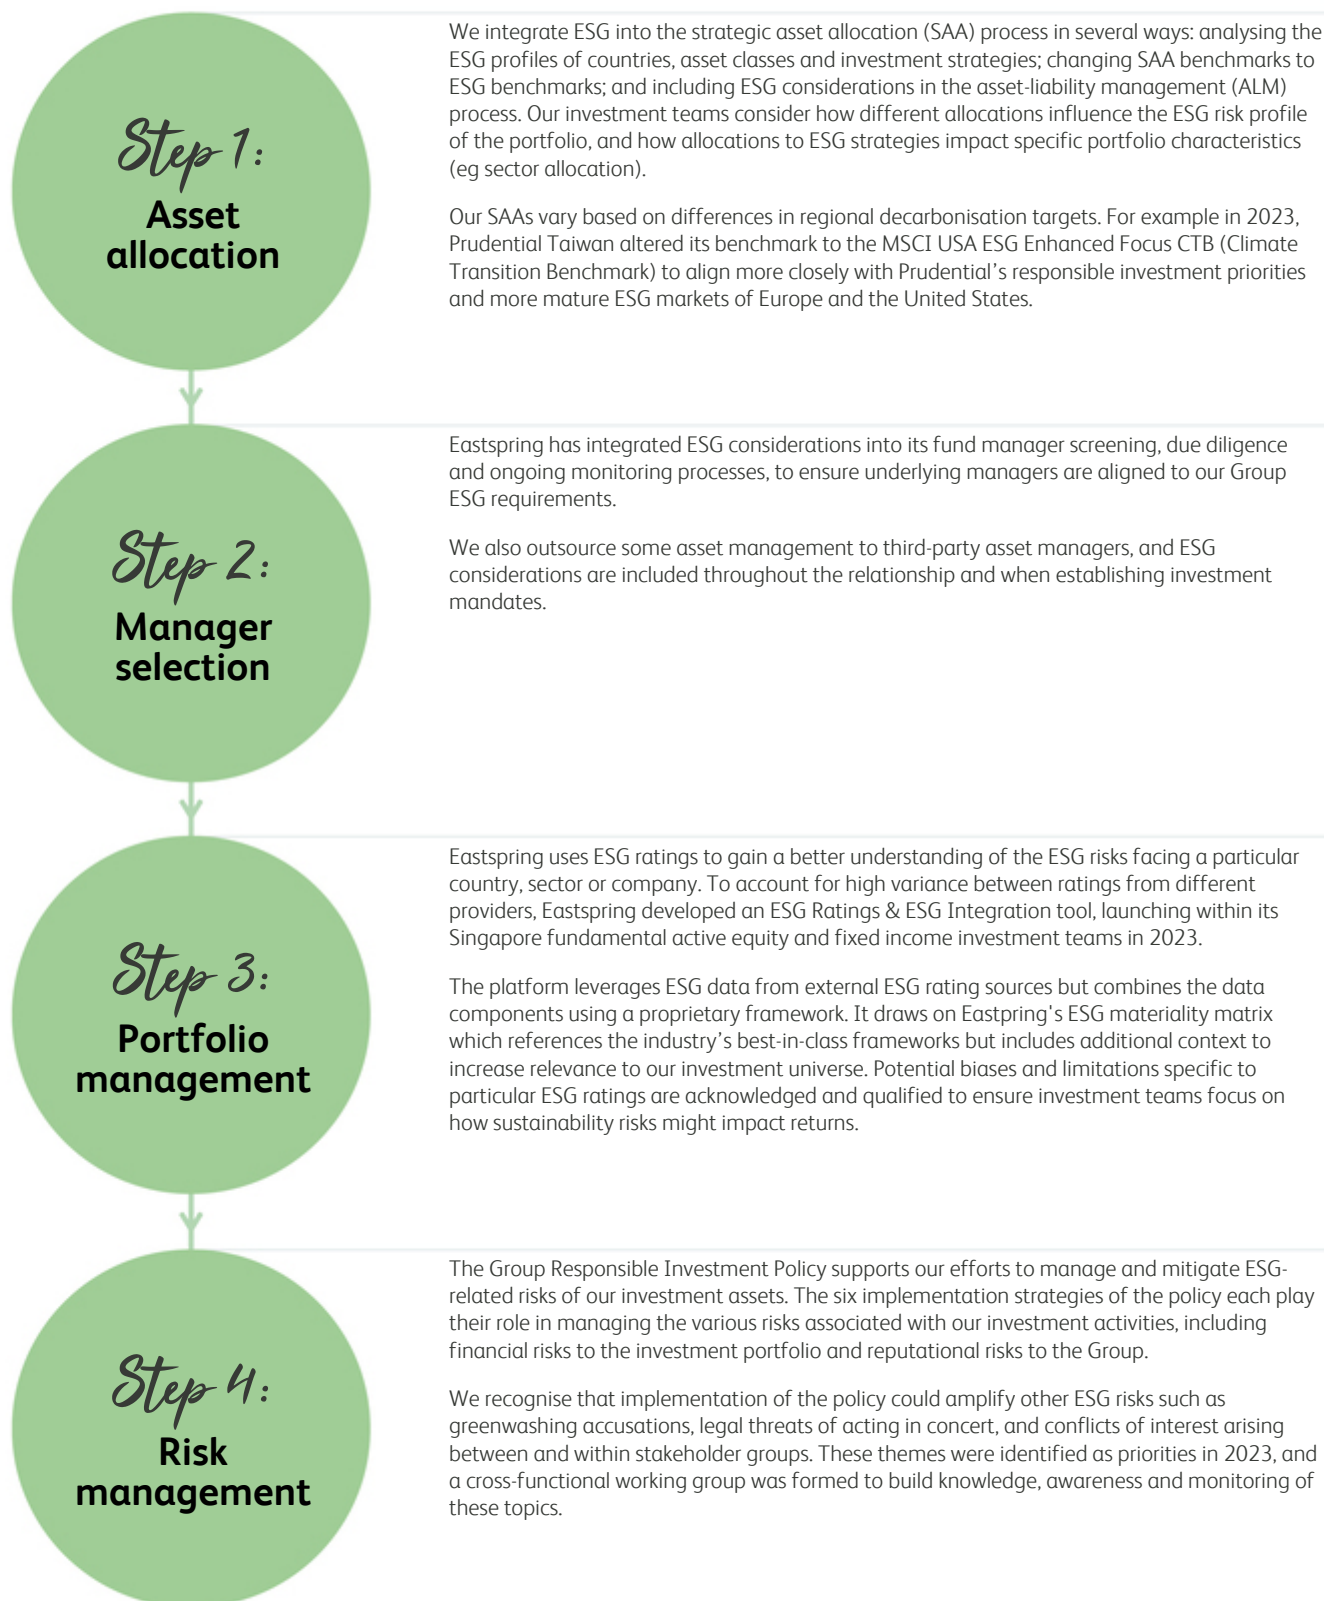 Step 1:
Asset
allocation
We integrate ESG into the strategic asset allocation (SAA) process in several ways: analysing the
ESG profiles of countries, asset classes and investment strategies; changing SAA benchmarks to
ESG benchmarks; and including ESG considerations in the asset-liability management (ALM)
process. Our investment teams consider how different allocations influence the ESG risk profile
of the portfolio, and how allocations to ESG strategies impact specific portfolio characteristics
(eg sector allocation).
Our SAAs vary based on differences in regional decarbonisation targets. For example in 2023,
Prudential Taiwan altered its benchmark to the MSCI USA ESG Enhanced Focus CTB (Climate
Transition Benchmark) to align more closely with Prudential’s responsible investment priorities
and more mature ESG markets of Europe and the United States.
Step 2:
Manager
selection
Eastspring has integrated ESG considerations into its fund manager screening, due diligence
and ongoing monitoring processes, to ensure underlying managers are aligned to our Group
ESG requirements.
We also outsource some asset management to third-party asset managers, and ESG
considerations are included throughout the relationship and when establishing investment
mandates.
Step 3:
Portfolio
management
Eastspring uses ESG ratings to gain a better understanding of the ESG risks facing a particular
country, sector or company. To account for high variance between ratings from different
providers, Eastspring developed an ESG Ratings & ESG Integration tool, launching within its
Singapore fundamental active equity and fixed income investment teams in 2023.
The platform leverages ESG data from external ESG rating sources but combines the data
components using a proprietary framework. It draws on Eastpring's ESG materiality matrix
which references the industry’s best-in-class frameworks but includes additional context to
increase relevance to our investment universe. Potential biases and limitations specific to
particular ESG ratings are acknowledged and qualified to ensure investment teams focus on
how sustainability risks might impact returns.
Step 4:
Risk
management
The Group Responsible Investment Policy supports our efforts to manage and mitigate ESG-
related risks of our investment assets. The six implementation strategies of the policy each play
their role in managing the various risks associated with our investment activities, including
financial risks to the investment portfolio and reputational risks to the Group.
We recognise that implementation of the policy could amplify other ESG risks such as
greenwashing accusations, legal threats of acting in concert, and conflicts of interest arising
between and within stakeholder groups. These themes were identified as priorities in 2023, and
a cross-functional working group was formed to build knowledge, awareness and monitoring of
these topics.